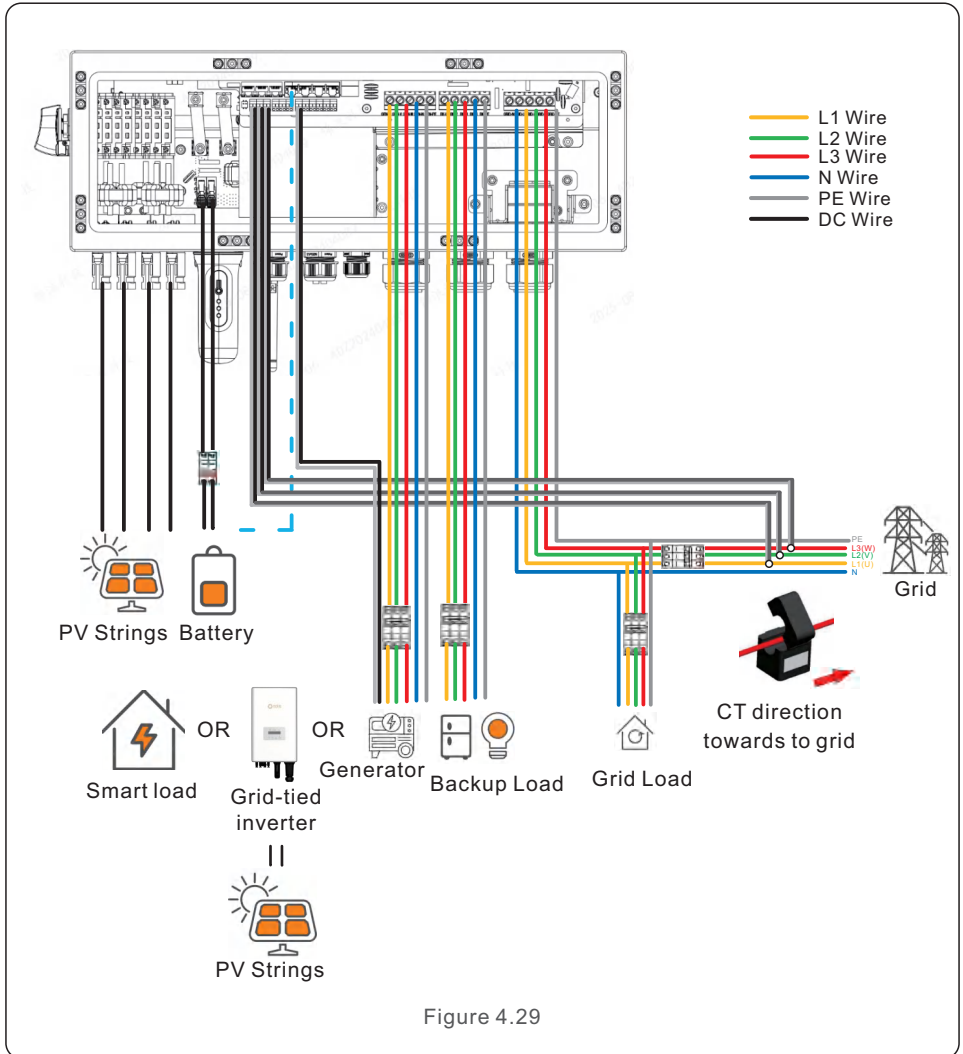 L1 Wire
L2 Wire
L3 Wire
N Wire
PE Wire
DC Wire
PE
L3(W)
L2(V)
L1(U)
N
Grid
PV Strings
Battery
CT direction
towards to grid
Smart load
OR
Grid-tied
inverter
OR
Generator
Backup Load
Grid Load
PV Strings
Figure 4.29